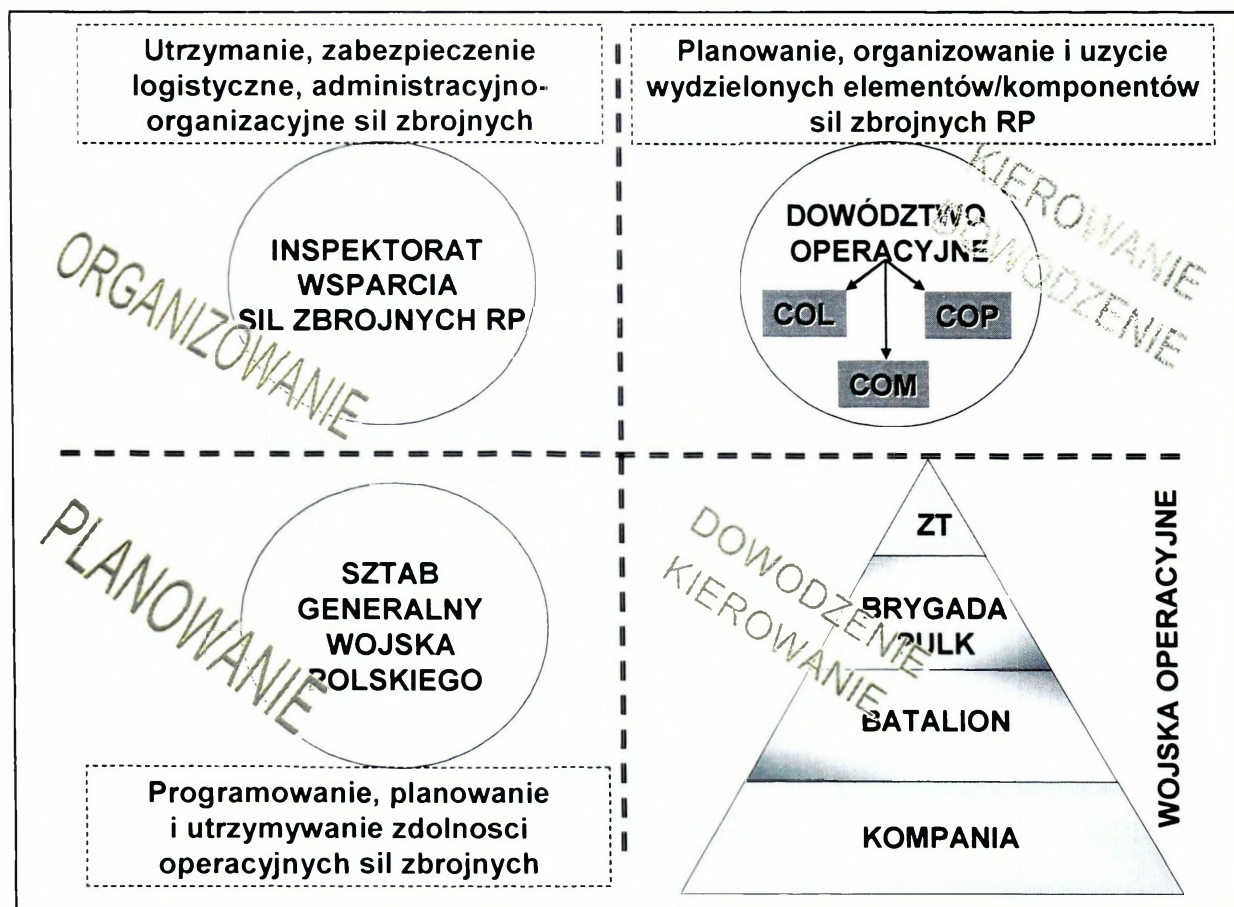 Utrzymanie, zabezpieczenie
logistyczne, administracyjno-
organizacyjne sil zbrojnych
INSPEKTORAT
WSPARCIA
SIL ZBROJNYCH RP
ORGANIZOWANIE
Planowanie, organizowanie i uzycie
wydzielonych elementów/komponentów
sil zbrojnych RP
DOWÓDZTWO
OPERACYJNE
COL
COP
COM
KIEROWANIE
DOWODZENIE
PLANOWANIE
SZTAB
GENERALNY
WOJSKA
POLSKIEGO
Programowanie, planowanie
i utrzymywanie zdolnosci
operacyjnych sil zbrojnych
DOWODZENIE
KIEROWANIE
ZT
BRYGADA
PULK
BATALION
KOMPANIA
WOJSKA OPERACYJNE